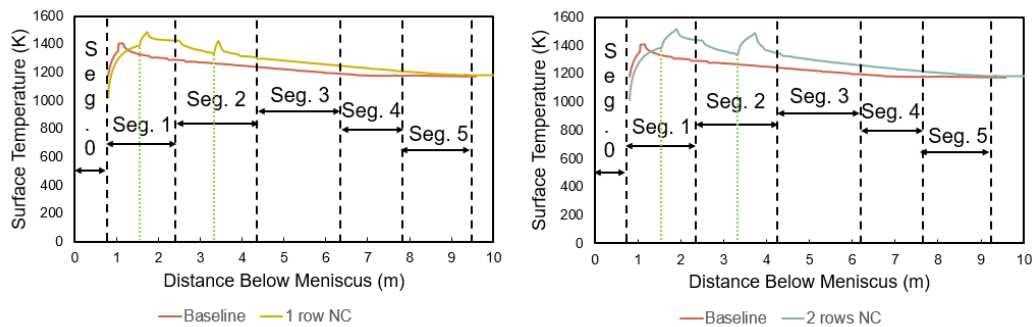 Surface Temperature (K)
1600
1400
1200
1000
800
600
400
200
0
Seg.0
Seg. 1
Seg. 2
Seg. 3
Seg. 4
Seg. 5
0 1 2 3 4 5 6 7 8 9 10
Distance Below Meniscus (m)
Baseline 1 row NC
Surface Temperature (K)
1600
1400
1200
1000
800
600
400
200
0
Seg.0
Seg. 1
Seg. 2
Seg. 3
Seg. 4
Seg. 5
0 1 2 3 4 5 6 7 8 9 10
Distance Below Meniscus (m)
Baseline 2 rows NC